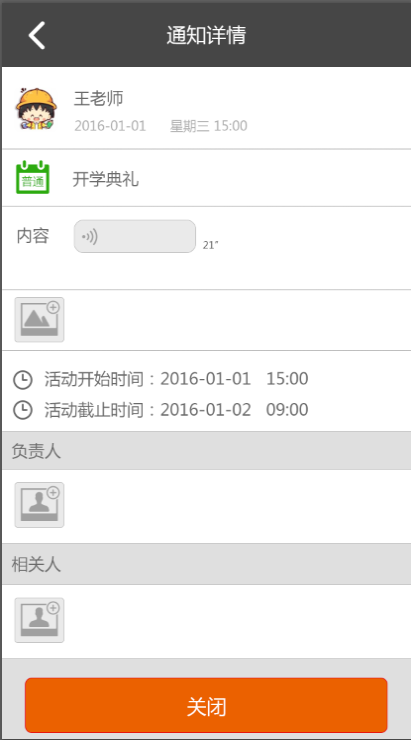 通知详情
王老师
2016-01-01 星期三 15:00
普通 开学典礼
内容 21″
活动开始时间：2016-01-01 15:00
活动截止时间：2016-01-02 09:00
负责人
相关人
关闭